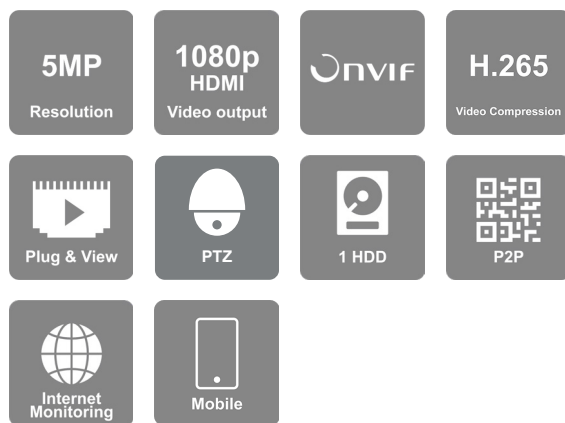 5MP
Resolution
1080p
HDMI
Video output
ONVIF
H.265
Video Compression
Plug & View
PTZ
1 HDD
P2P
Internet
Monitoring
Mobile